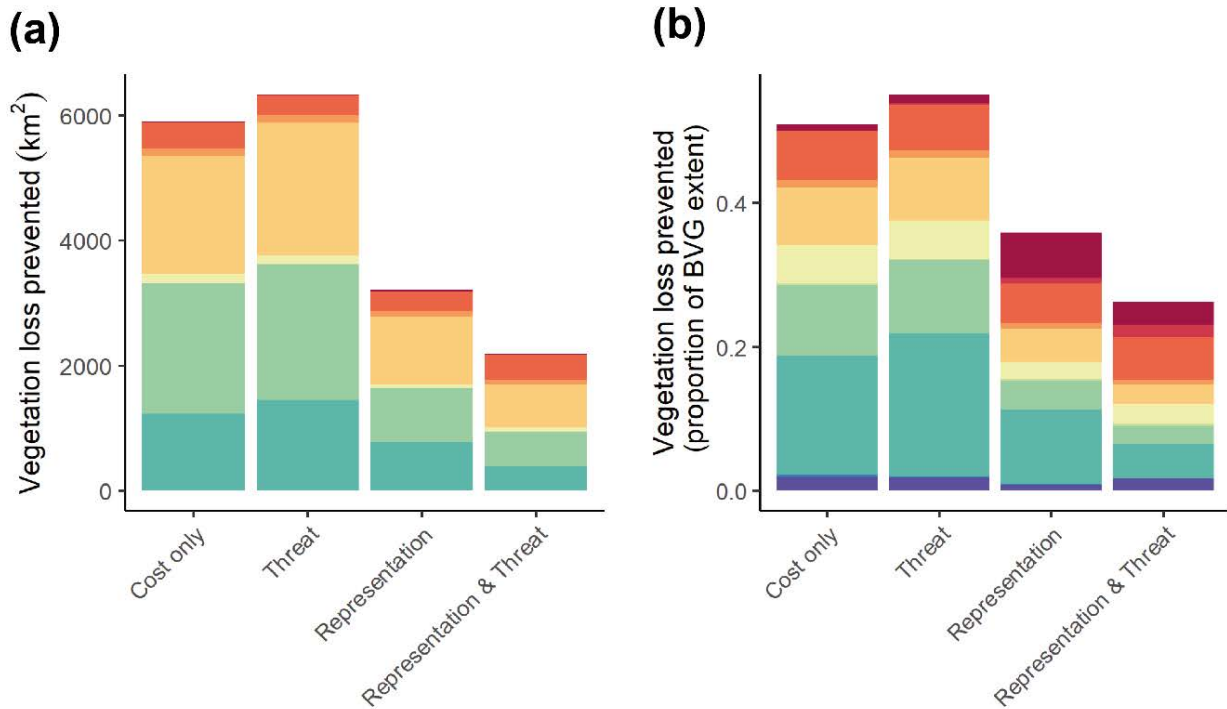 (a)
Vegetation loss prevented (km²)
6000
4000
2000
0
Cost only
Threat
Representation
Representation & Threat
(b)
Vegetation loss prevented
(proportion of BVG extent)
0.4
0.2
0.0
Cost only
Threat
Representation
Representation & Threat